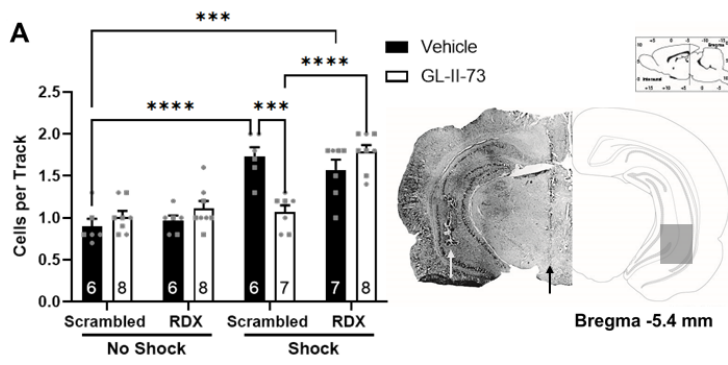 A
***
****
**** ***
Vehicle
GL-II-73
Cells per Track
2.5
2.0
1.5
1.0
0.5
0.0
6 8 6 8 6 7 7 8
Scrambled RDX Scrambled RDX
No Shock Shock
Bregma
Interaural
Bregma -5.4 mm